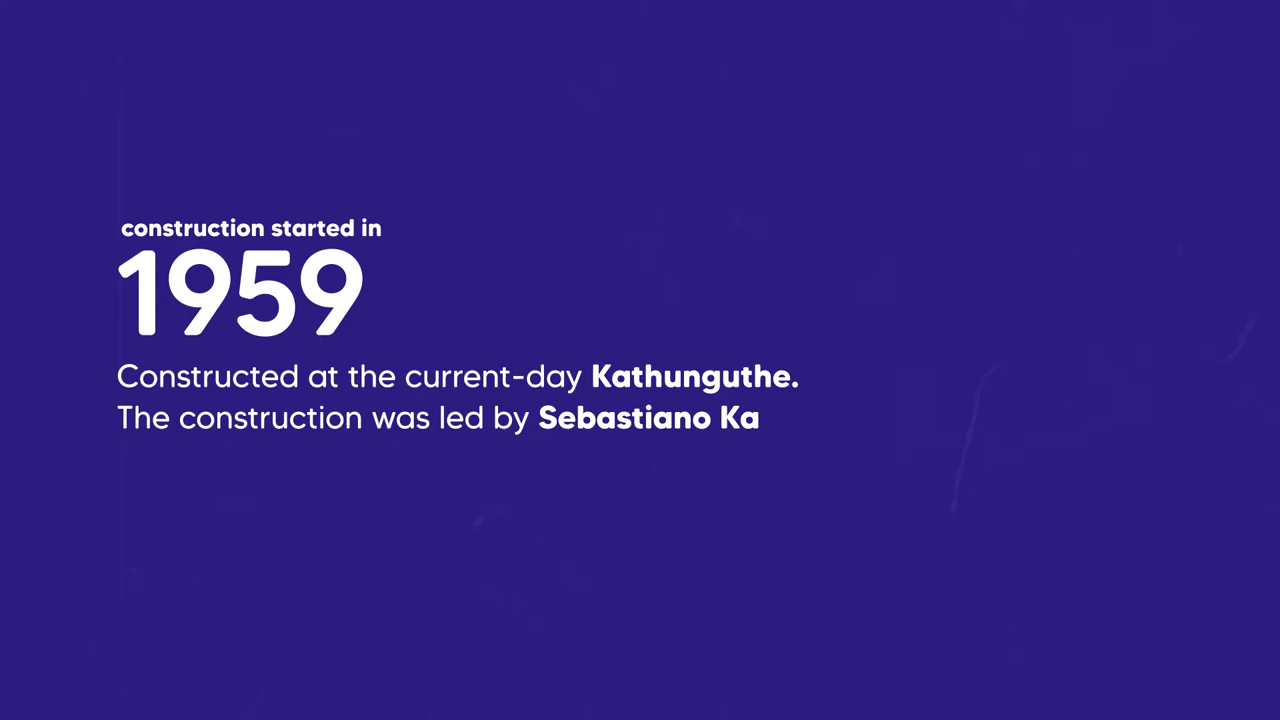 construction started in
1959
Constructed at the current-day Kathunguthe.
The construction was led by Sebastiano Ka